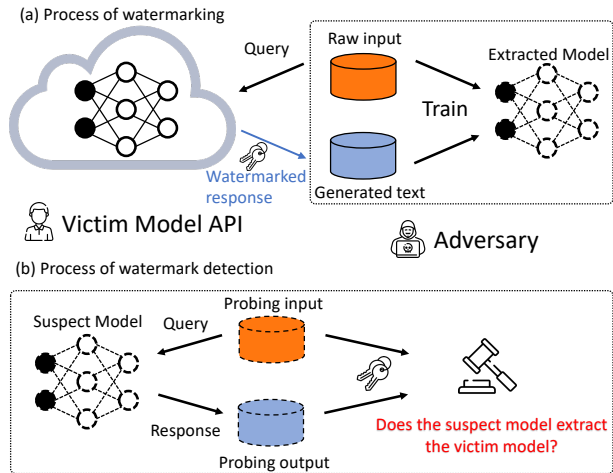 (a) Process of watermarking
Query
Raw input
Extracted Model
Train
Watermarked
response
Generated text
Victim Model API
Adversary
(b) Process of watermark detection
Probing input
Suspect Model
Query
Response
Does the suspect model extract
the victim model?
Probing output